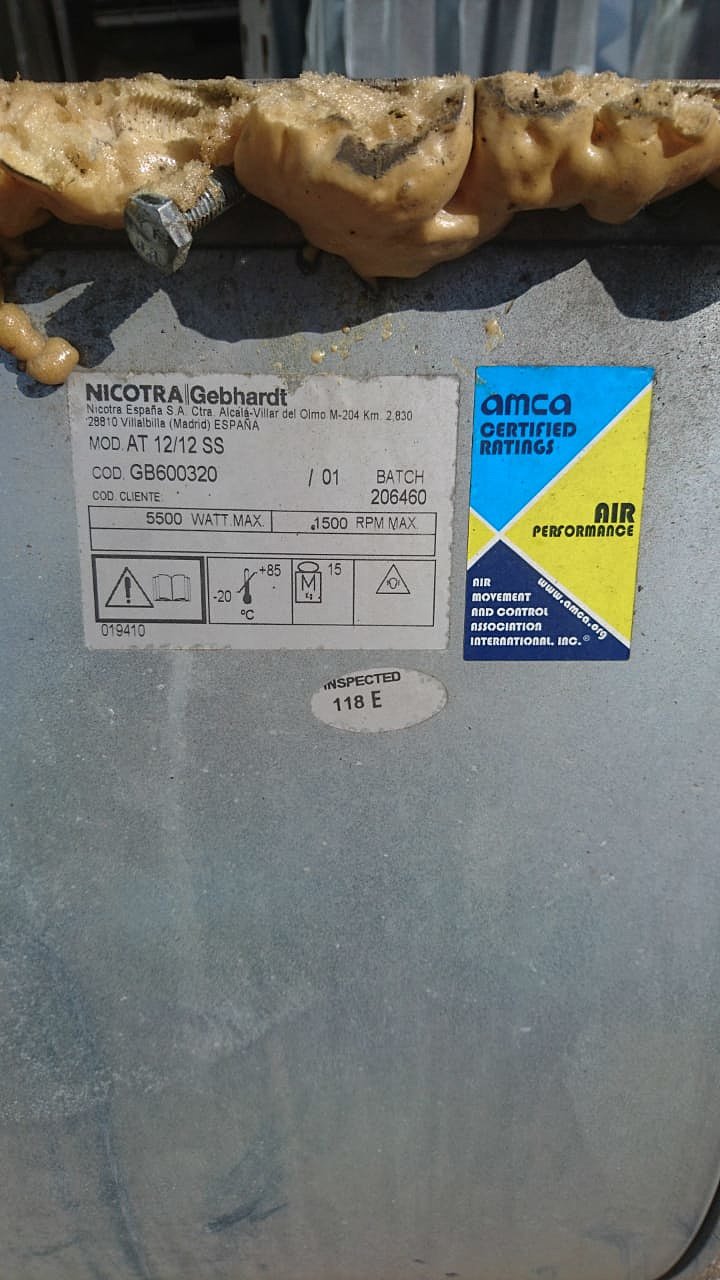 NICOTRA||Gebhardt
Nicotra España S.A. Ctra. Alcalá-Villar del Olmo M-204 Km. 2,830
28810 Villalbilla (Madrid) ESPAÑA
MOD. AT 12/12 SS
COD. GB600320 / 01 BATCH
COD. CLIENTE: 206460
5500 WATT.MAX. 1500 RPM MAX.
-20 +85 °C M Kg 15
019410
amca
CERTIFIED
RATINGS
AIR
PERFORMANCE
AIR
MOVEMENT
AND CONTROL
ASSOCIATION
INTERNATIONAL, INC.®
www.amca.org
INSPECTED
118 E